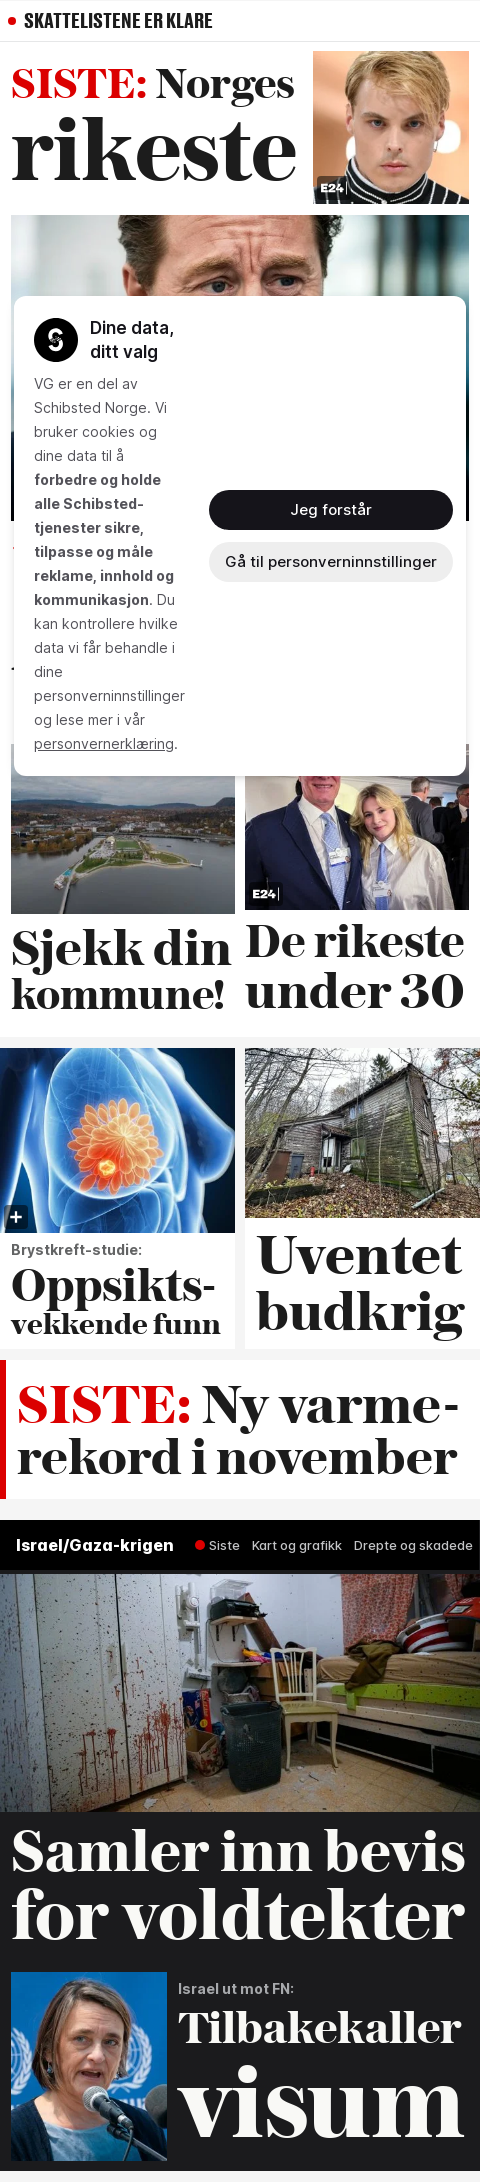 SKATTELISTENE ER KLARE
SISTE: Norges
rikeste
E24
Dine data,
ditt valg
VG er en del av
Schibsted Norge. Vi
bruker cookies og
dine data til å
forbedre og holde
alle Schibsted-
tjenester sikre,
tilpasse og måle
reklame, innhold og
kommunikasjon. Du
kan kontrollere hvilke
data vi får behandle i
dine
personverninnstillinger
og lese mer i vår
personvernerklæring.
Jeg forstår
Gå til personverninnstillinger
Sjekk din
kommune!
E24
De rikeste
under 30
Brystkreft-studie:
Oppsikts-
vekkende funn
Uventet
budkrig
SISTE: Ny varme-
rekord i november
Israel/Gaza-krigen Siste Kart og grafikk Drepte og skadede
Samler inn bevis
for voldtekter
Israel ut mot FN:
Tilbakekaller
visum